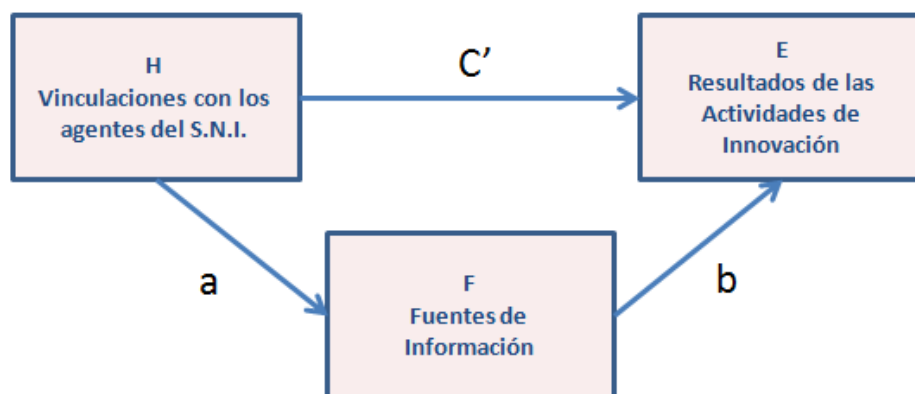 H
Vinculaciones con los
agentes del S.N.I.
C’
E
Resultados de las
Actividades de
Innovación
a
F
Fuentes de
Información
b